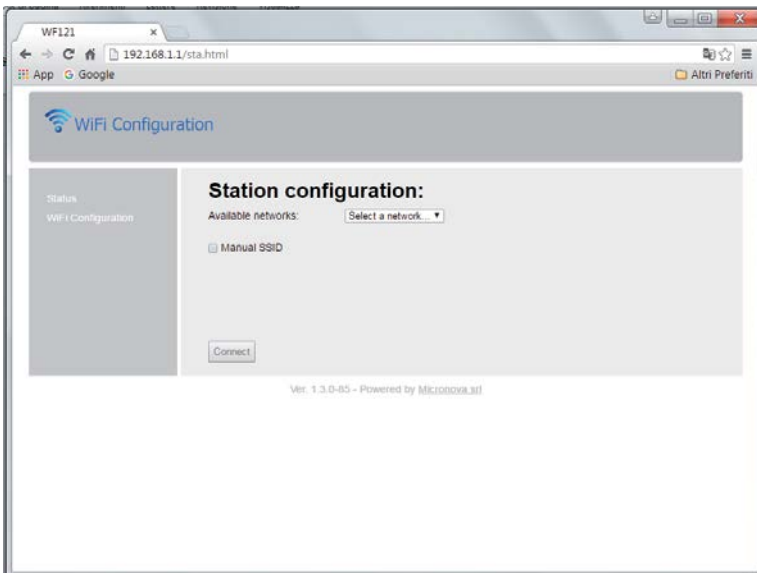 WF121
192.168.1.1/sta.html
App Google Altri Preferiti
WiFi Configuration
Status
WiFi Configuration
Station configuration:
Available networks: Select a network...
Manual SSID
Connect
Ver. 1.3.0-85 - Powered by Micronova srl